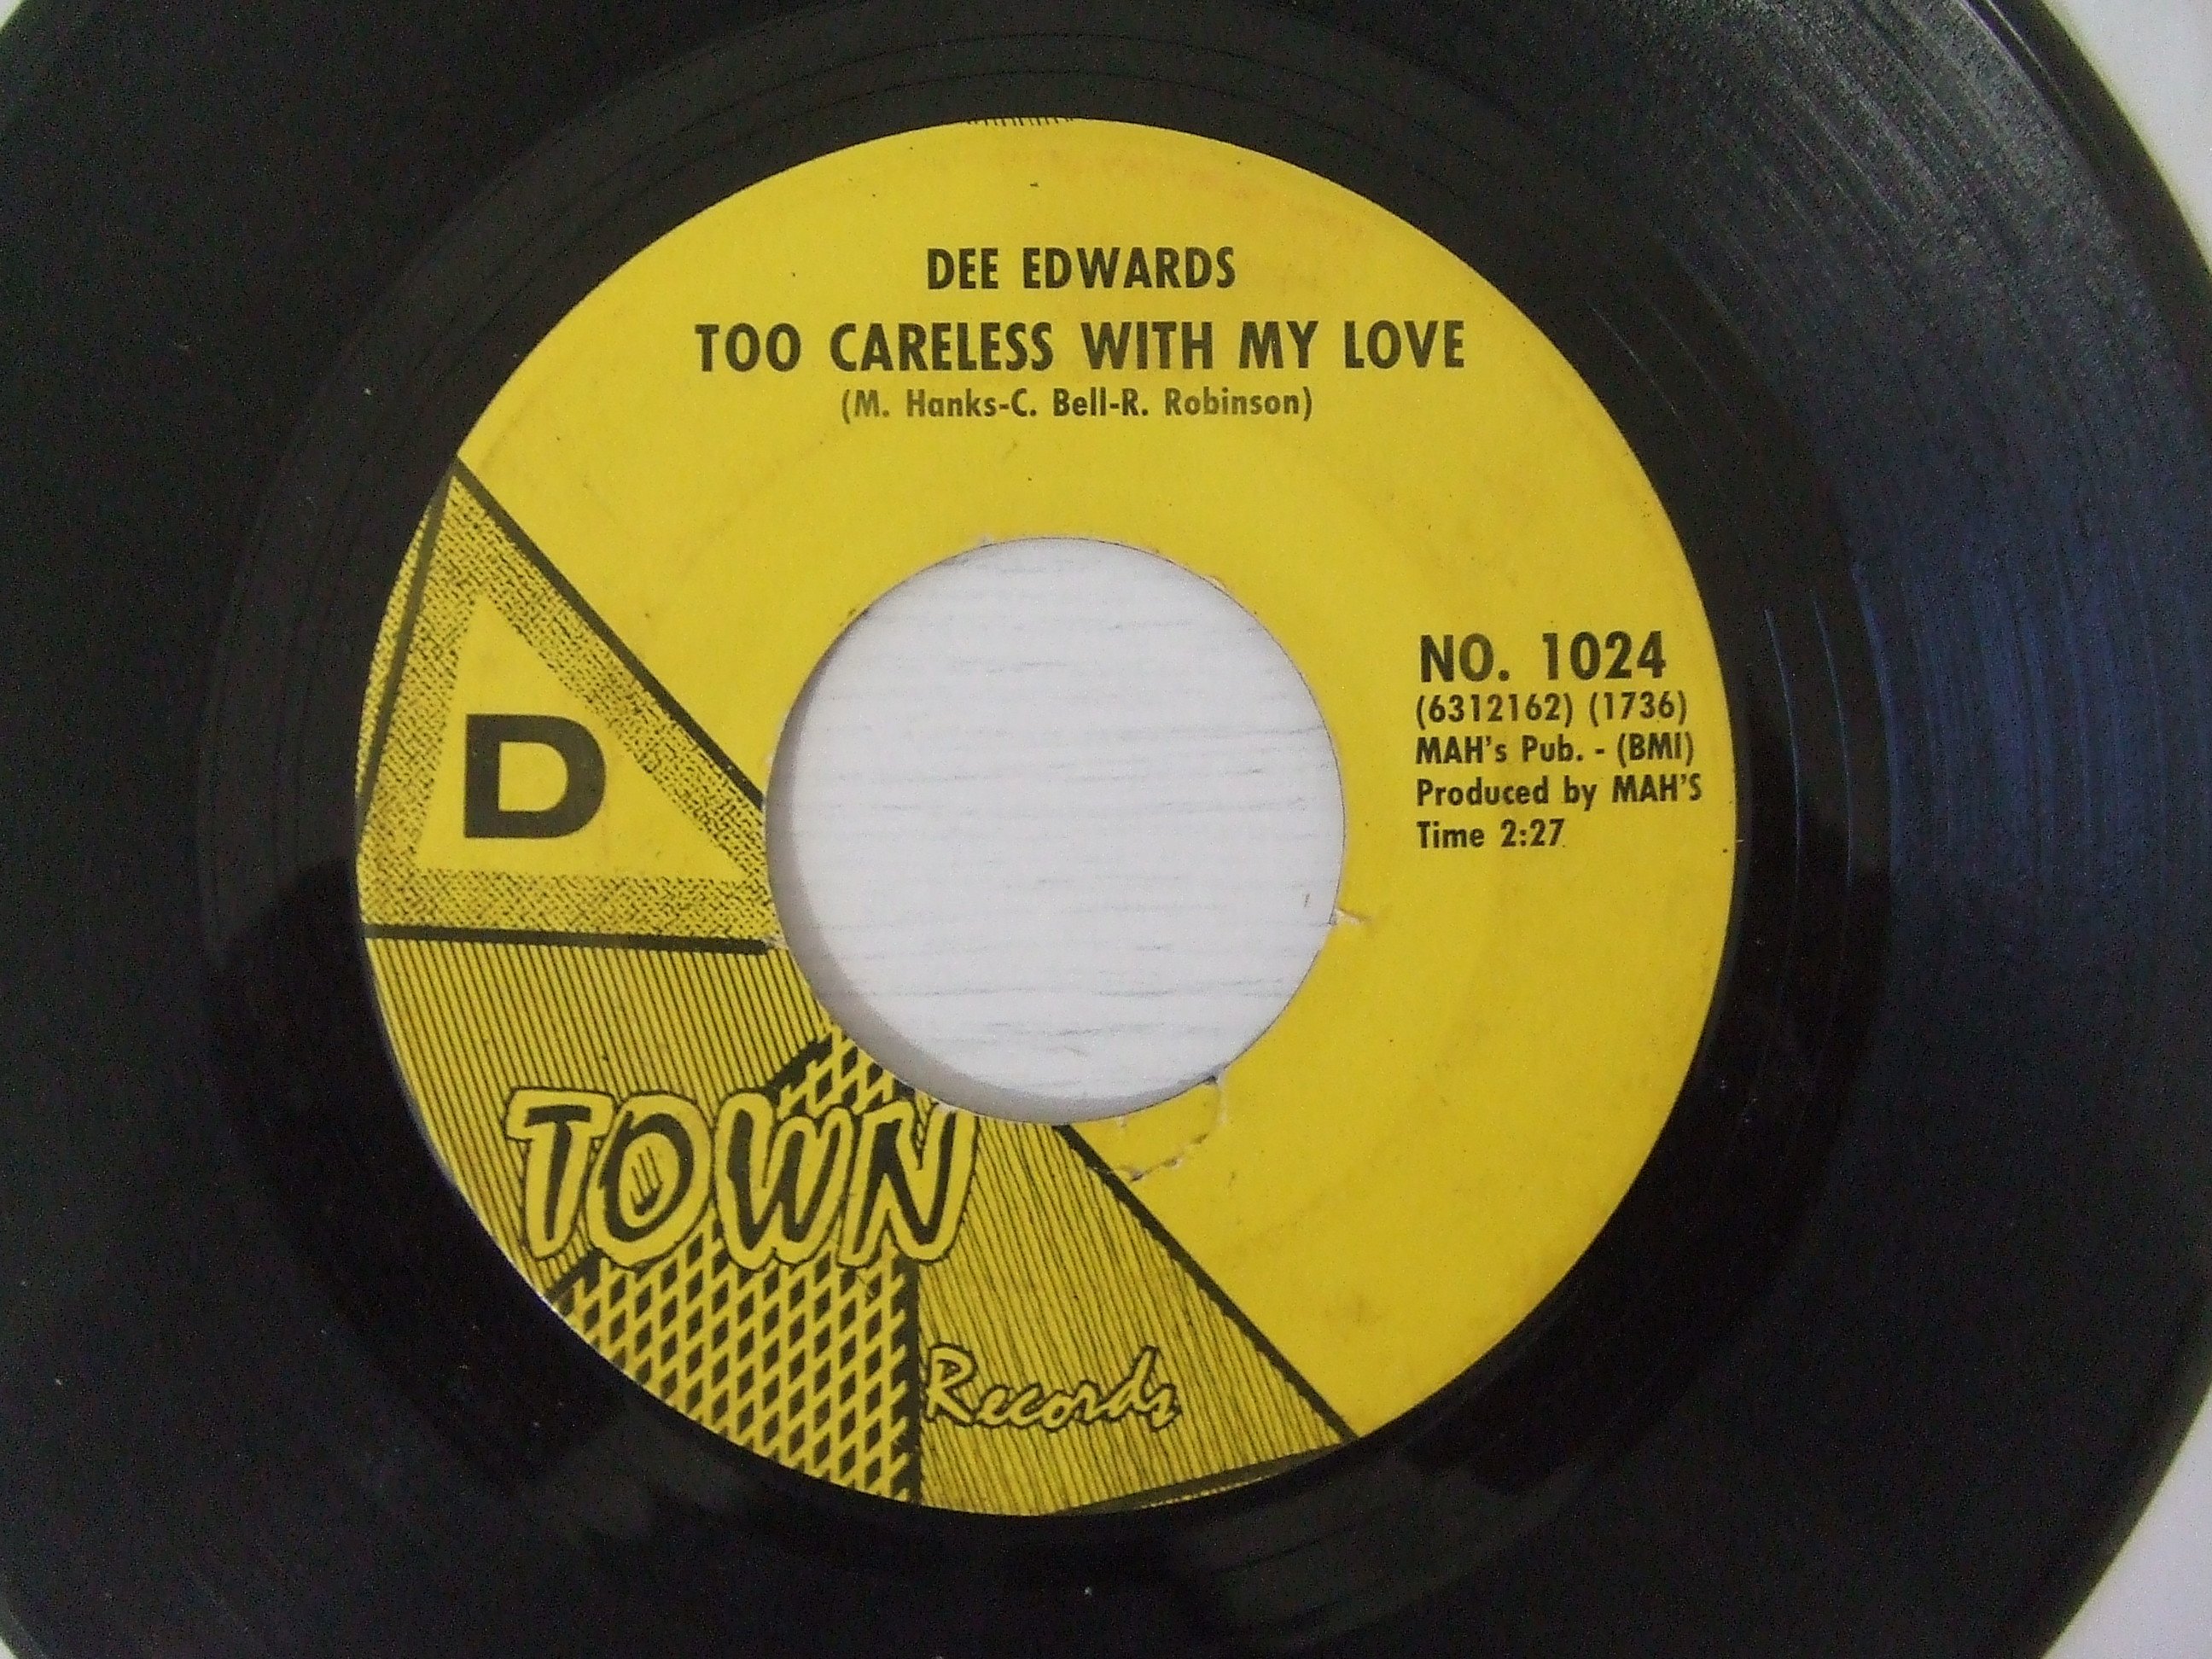 DEE EDWARDS
TOO CARELESS WITH MY LOVE
(M. Hanks-C. Bell-R. Robinson)
NO. 1024
(6312162) (1736)
MAH's Pub. - (BMI)
Produced by MAH'S
Time 2:27
D
TOWN
Records